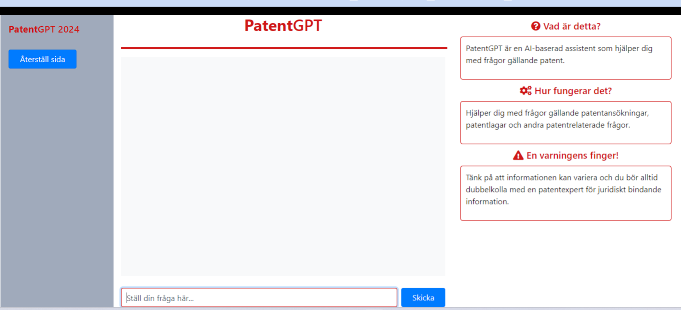 PatentGPT 2024
Återställ sida
PatentGPT
Ställ din fråga här...
Skicka
Vad är detta?
PatentGPT är en AI-baserad assistent som hjälper dig
med frågor gällande patent.
Hur fungerar det?
Hjälper dig med frågor gällande patentansökningar,
patentlagar och andra patentrelaterade frågor.
En varningens finger!
Tänk på att informationen kan variera och du bör alltid
dubbelkolla med en patentexpert för juridiskt bindande
information.